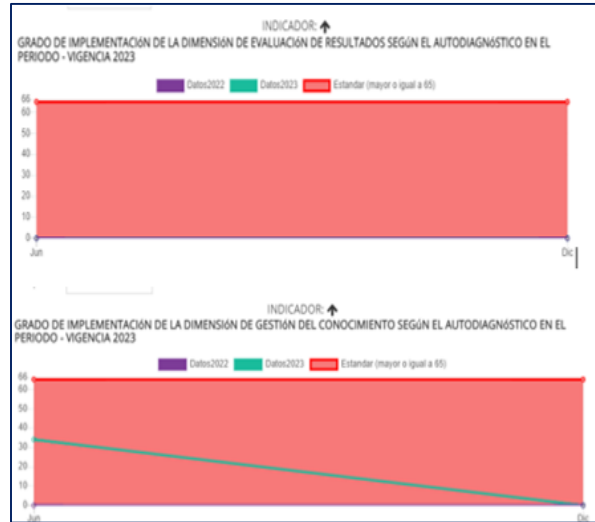 INDICADOR: ↑
GRADO DE IMPLEMENTACIÓN DE LA DIMENSIÓN DE EVALUACIÓN DE RESULTADOS SEGÚN EL AUTODIAGNÓSTICO EN EL
PERIODO - VIGENCIA 2023
Datos2022 Datos2023 Estandar (mayor o igual a 65)
66
60
50
40
30
20
10
0
Jun Dic
INDICADOR: ↑
GRADO DE IMPLEMENTACIÓN DE LA DIMENSIÓN DE GESTIÓN DEL CONOCIMIENTO SEGÚN EL AUTODIAGNÓSTICO EN EL
PERIODO - VIGENCIA 2023
Datos2022 Datos2023 Estandar (mayor o igual a 65)
66
60
50
40
30
20
10
0
Jun Dic